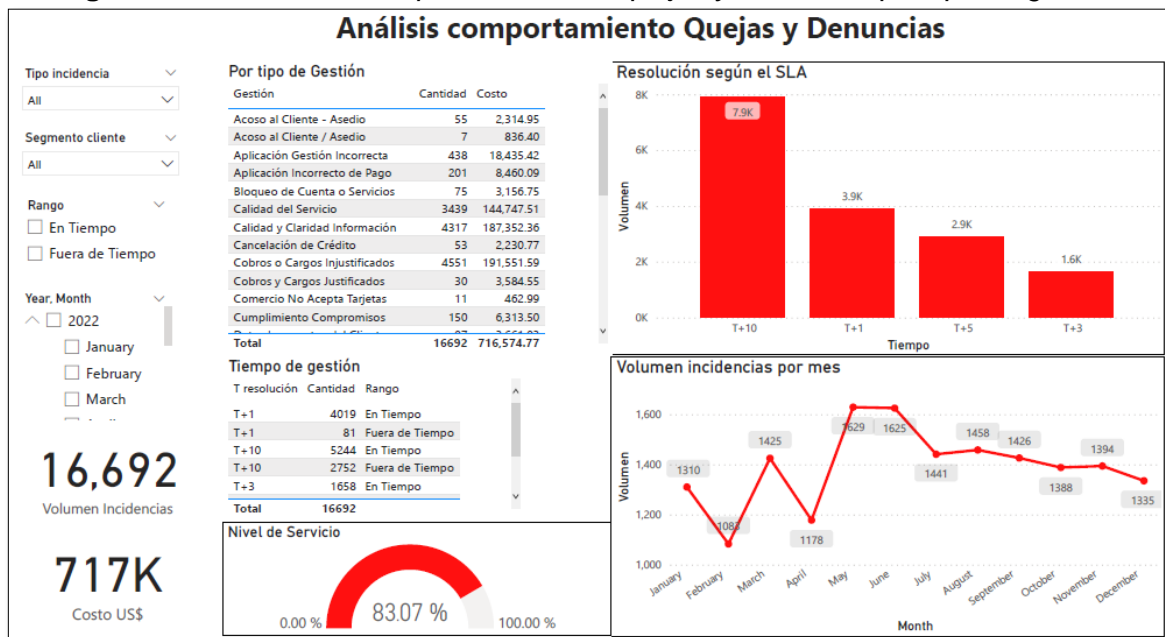 Análisis comportamiento Quejas y Denuncias
Tipo incidencia
All
Segmento cliente
All
Rango
En Tiempo
Fuera de Tiempo
Year, Month
2022
January
February
March
16,692
Volumen Incidencias
717K
Costo US$
Por tipo de Gestión
Gestión Cantidad Costo
Acoso al Cliente - Asedio 55 2,314.95
Acoso al Cliente / Asedio 7 836.40
Aplicación Gestión Incorrecta 438 18,435.42
Aplicación Incorrecto de Pago 201 8,460.09
Bloqueo de Cuenta o Servicios 75 3,156.75
Calidad del Servicio 3439 144,747.51
Calidad y Claridad Información 4317 187,352.36
Cancelación de Crédito 53 2,230.77
Cobros o Cargos Injustificados 4551 191,551.59
Cobros y Cargos Justificados 30 3,584.55
Comercio No Acepta Tarjetas 11 462.99
Cumplimiento Compromisos 150 6,313.50
Total 16692 716,574.77
Tiempo de gestión
T resolución Cantidad Rango
T+1 4019 En Tiempo
T+1 81 Fuera de Tiempo
T+10 5244 En Tiempo
T+10 2752 Fuera de Tiempo
T+3 1658 En Tiempo
Total 16692
Nivel de Servicio
83.07 %
0.00 % 100.00 %
Resolución según el SLA
Volumen
8K
6K
4K
2K
0K
7.9K
3.9K
2.9K
1.6K
T+10 T+1 T+5 T+3
Tiempo
Volumen incidencias por mes
Volumen
1,600
1,400
1,200
1,000
1310
1083
1425
1178
1629
1625
1441
1458
1426
1388
1394
1335
January February March April May June July August September October November December
Month